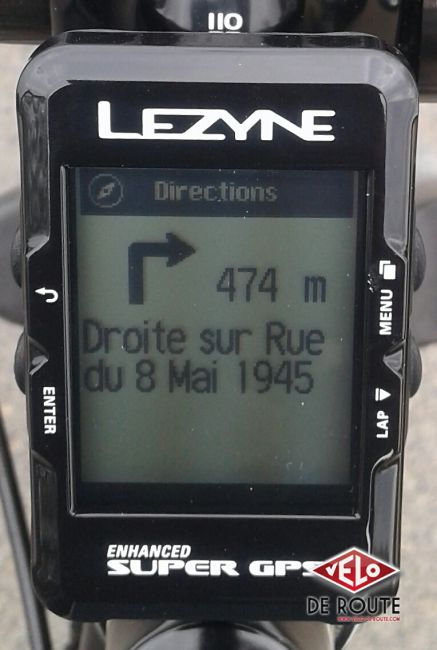 110
LEZYNE
Directions
474 m
Droite sur Rue
du 8 Mai 1945
MENU
ENTER
LAP
ENHANCED
SUPER GPS
VELO
DE ROUTE